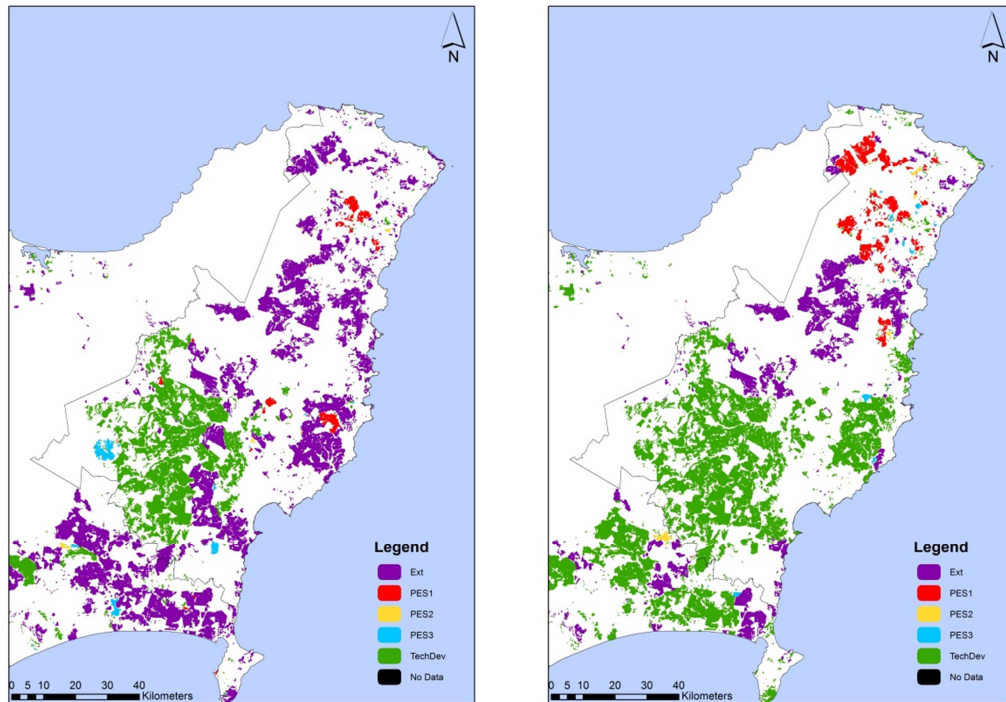 N
Legend
Ext
PES1
PES2
PES3
TechDev
No Data
0 5 10 20 30 40
Kilometers
N
Legend
Ext
PES1
PES2
PES3
TechDev
No Data
0 5 10 20 30 40
Kilometers